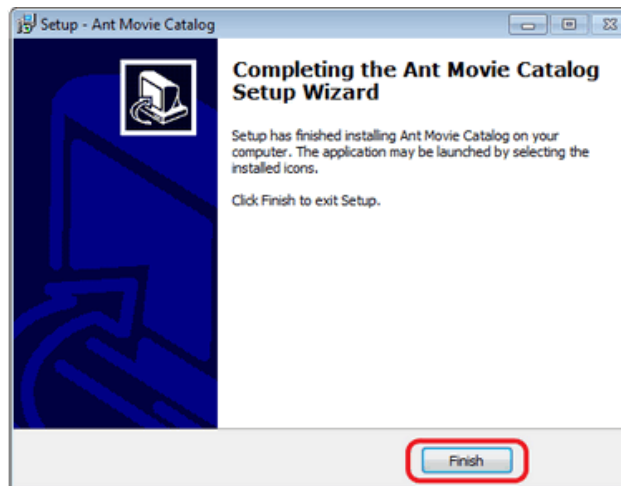 Setup - Ant Movie Catalog
Completing the Ant Movie Catalog
Setup Wizard
Setup has finished installing Ant Movie Catalog on your
computer. The application may be launched by selecting the
installed icons.
Click Finish to exit Setup.
Finish